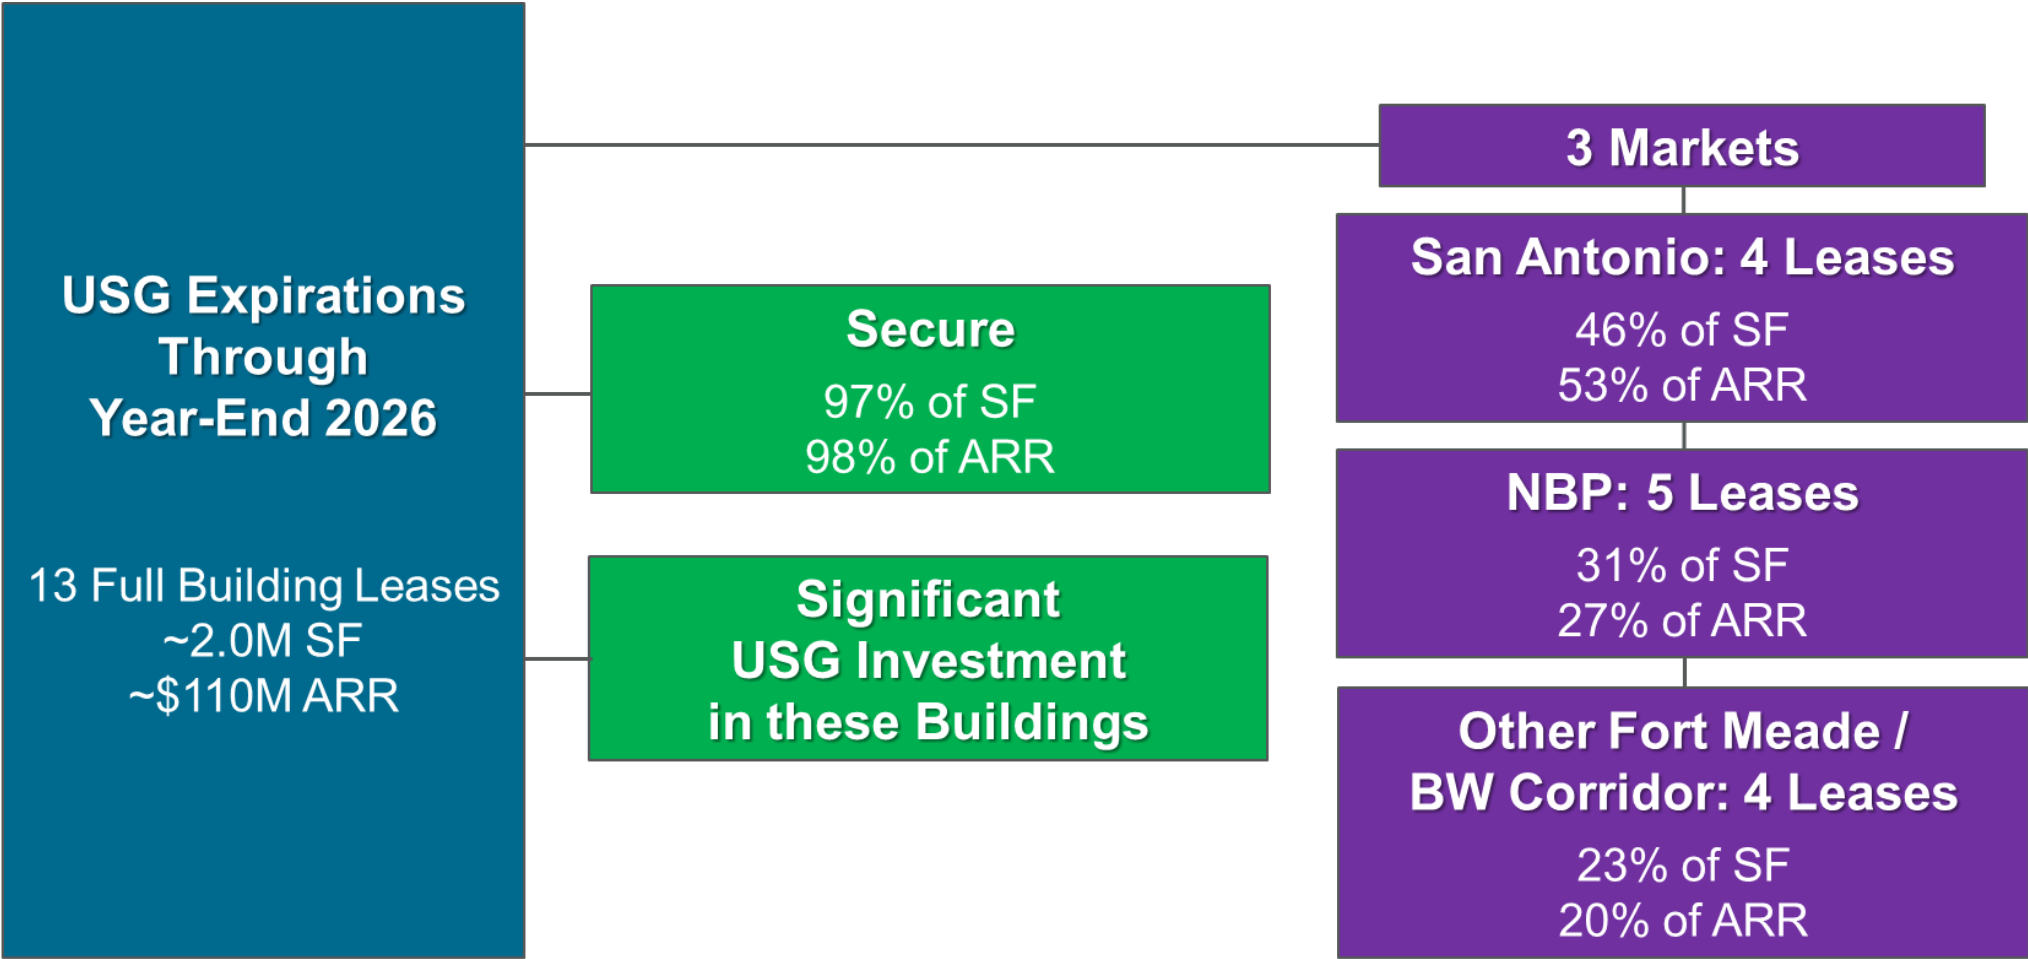 USG Expirations
Through
Year-End 2026
13 Full Building Leases
~2.0M SF
~$110M ARR
Secure
97% of SF
98% of ARR
Significant
USG Investment
in these Buildings
3 Markets
San Antonio: 4 Leases
46% of SF
53% of ARR
NBP: 5 Leases
31% of SF
27% of ARR
Other Fort Meade /
BW Corridor: 4 Leases
23% of SF
20% of ARR